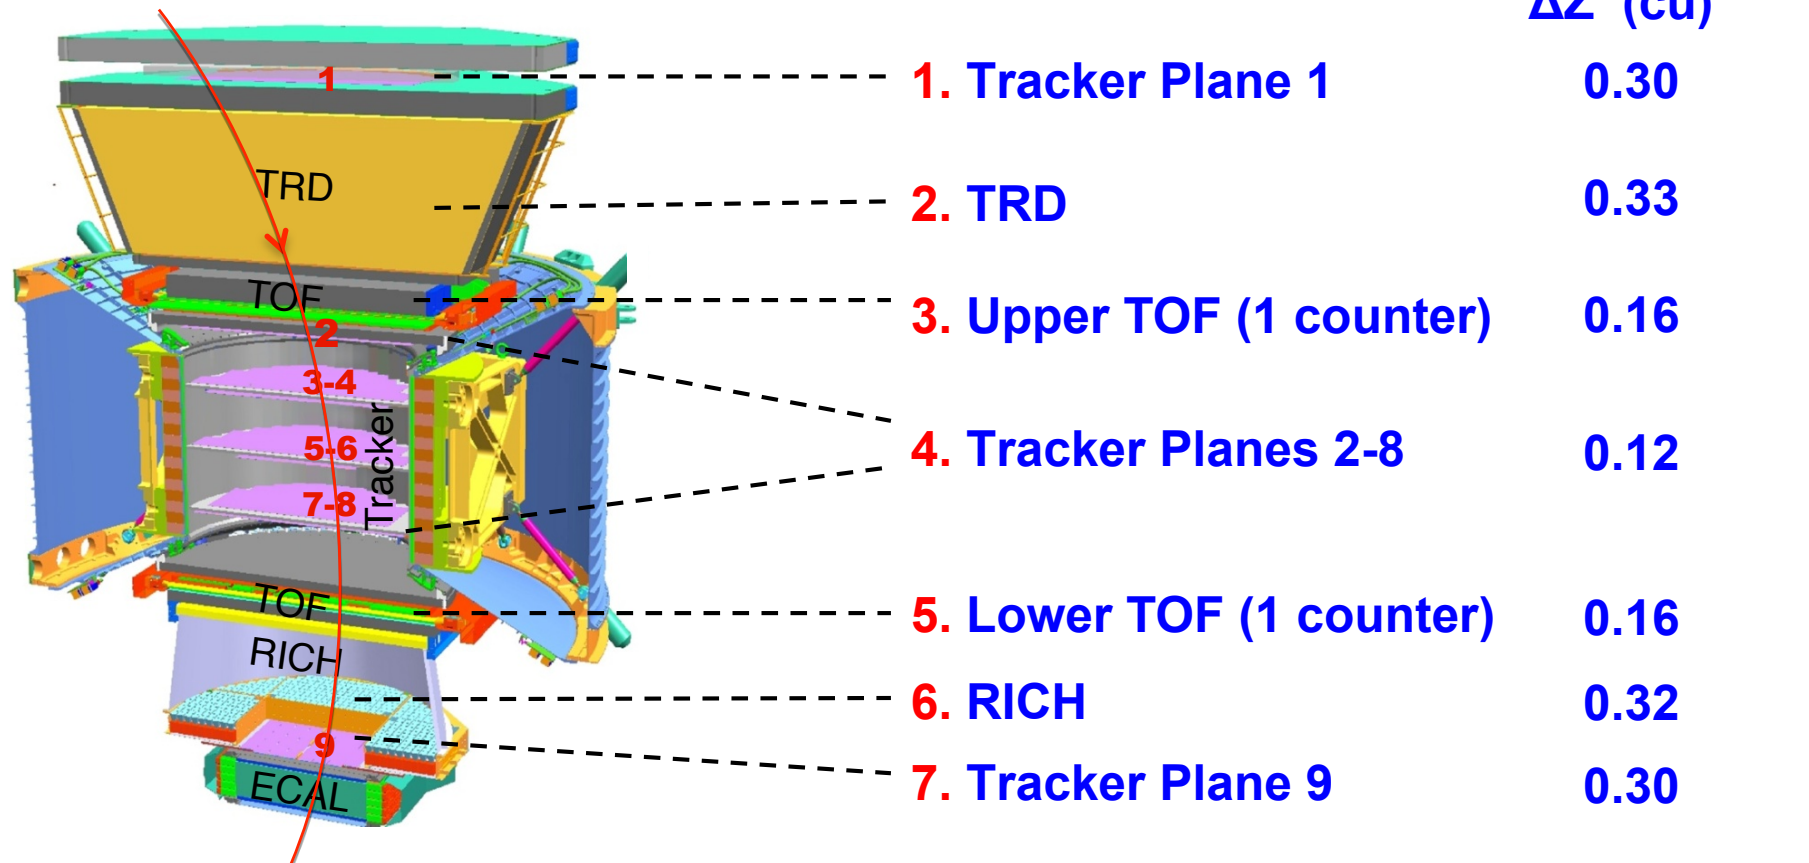 ΔZ (cu)
1
1. Tracker Plane 1 0.30
TRD
2. TRD 0.33
TOF
3. Upper TOF (1 counter) 0.16
2
3-4
Tracker
5-6
4. Tracker Planes 2-8 0.12
7-8
TOF
5. Lower TOF (1 counter) 0.16
RICH
6. RICH 0.32
9
7. Tracker Plane 9 0.30
ECAL